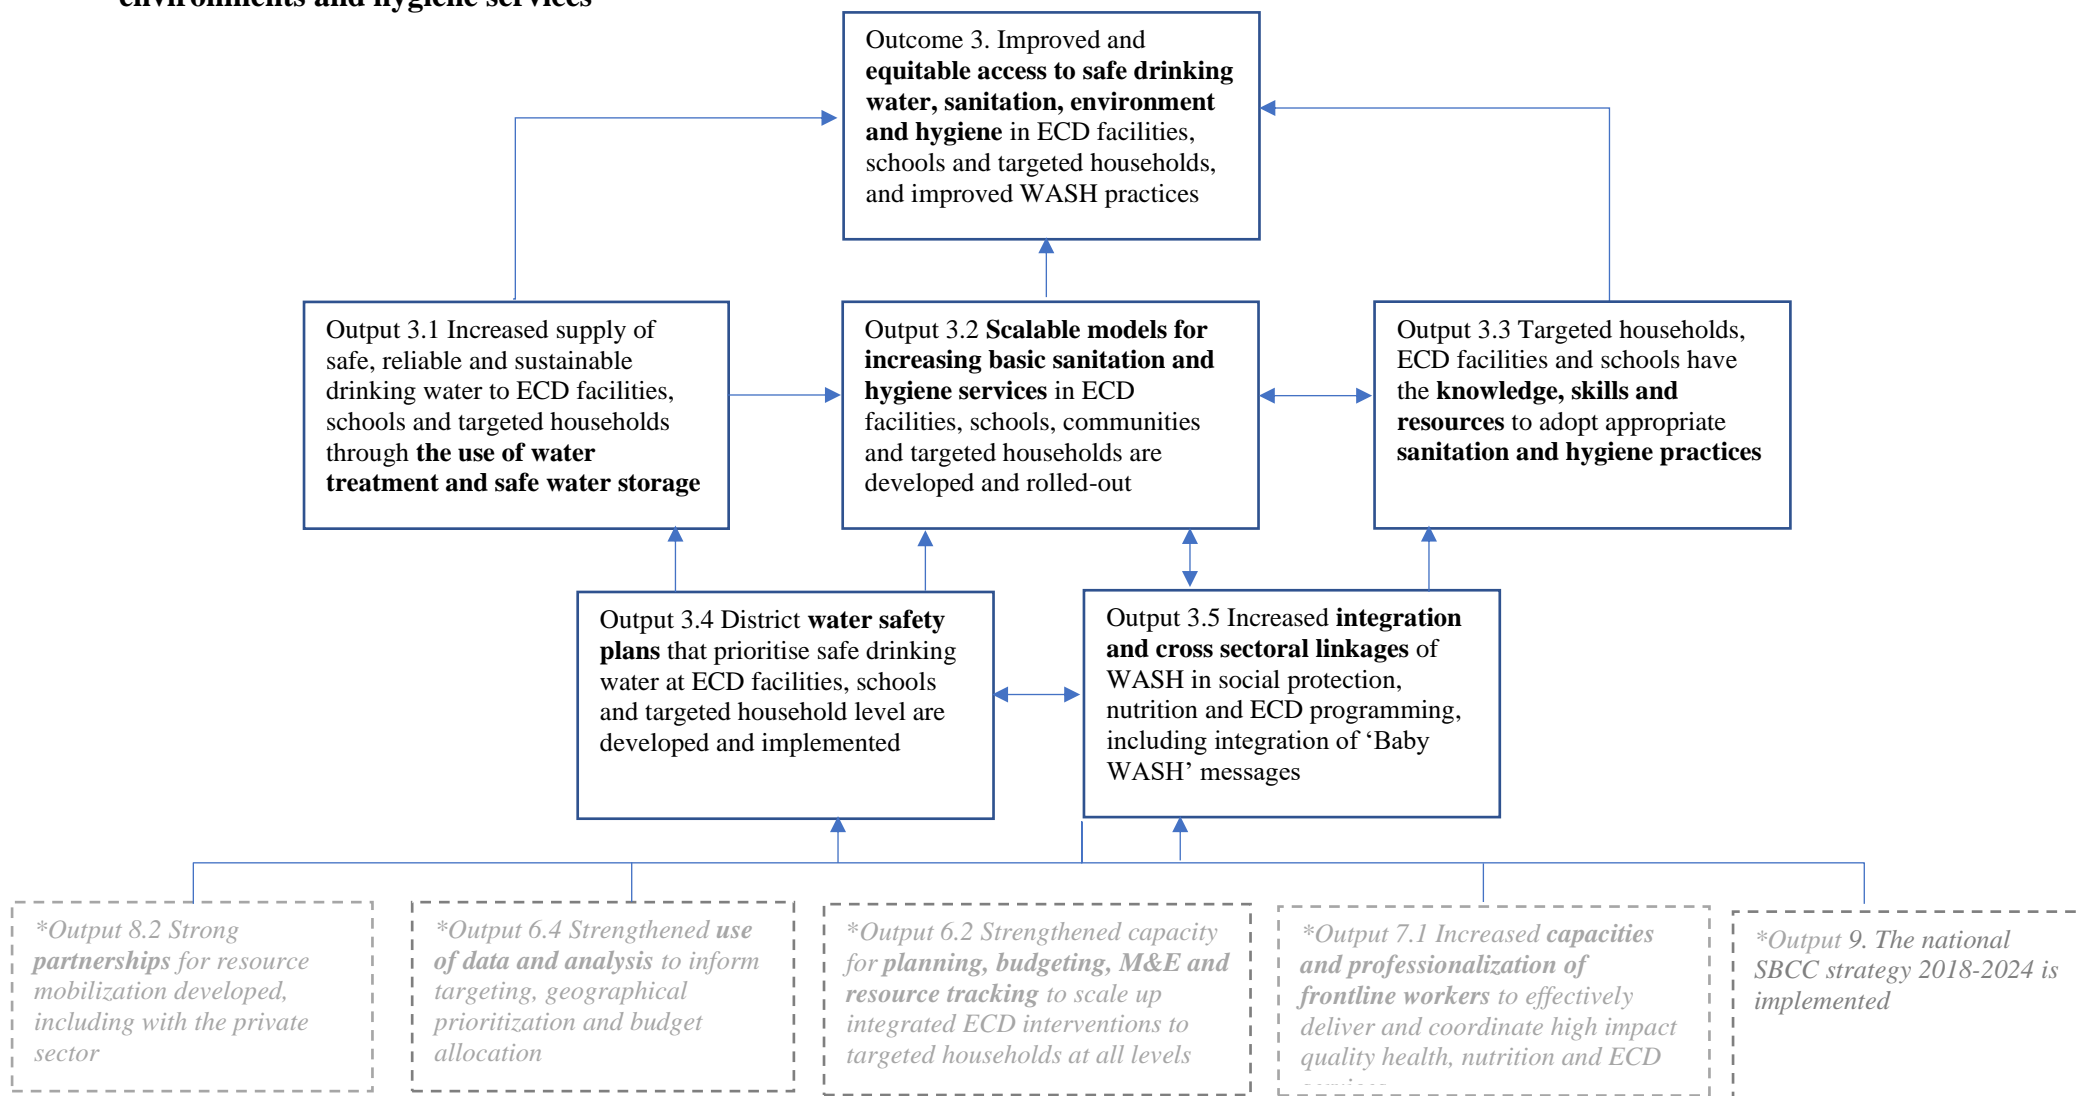 environments and hygiene services
Outcome 3. Improved and
equitable access to safe drinking
water, sanitation, environment
and hygiene in ECD facilities,
schools and targeted households,
and improved WASH practices
Output 3.1 Increased supply of
safe, reliable and sustainable
drinking water to ECD facilities,
schools and targeted households
through the use of water
treatment and safe water storage
Output 3.2 Scalable models for
increasing basic sanitation and
hygiene services in ECD
facilities, schools, communities
and targeted households are
developed and rolled-out
Output 3.3 Targeted households,
ECD facilities and schools have
the knowledge, skills and
resources to adopt appropriate
sanitation and hygiene practices
Output 3.4 District water safety
plans that prioritise safe drinking
water at ECD facilities, schools
and targeted household level are
developed and implemented
Output 3.5 Increased integration
and cross sectoral linkages of
WASH in social protection,
nutrition and ECD programming,
including integration of ‘Baby
WASH’ messages
*Output 8.2 Strong
partnerships for resource
mobilization developed,
including with the private
sector
*Output 6.4 Strengthened use
of data and analysis to inform
targeting, geographical
prioritization and budget
allocation
*Output 6.2 Strengthened capacity
for planning, budgeting, M&E and
resource tracking to scale up
integrated ECD interventions to
targeted households at all levels
*Output 7.1 Increased capacities
and professionalization of
frontline workers to effectively
deliver and coordinate high impact
quality health, nutrition and ECD
*Output 9. The national
SBCC strategy 2018-2024 is
implemented